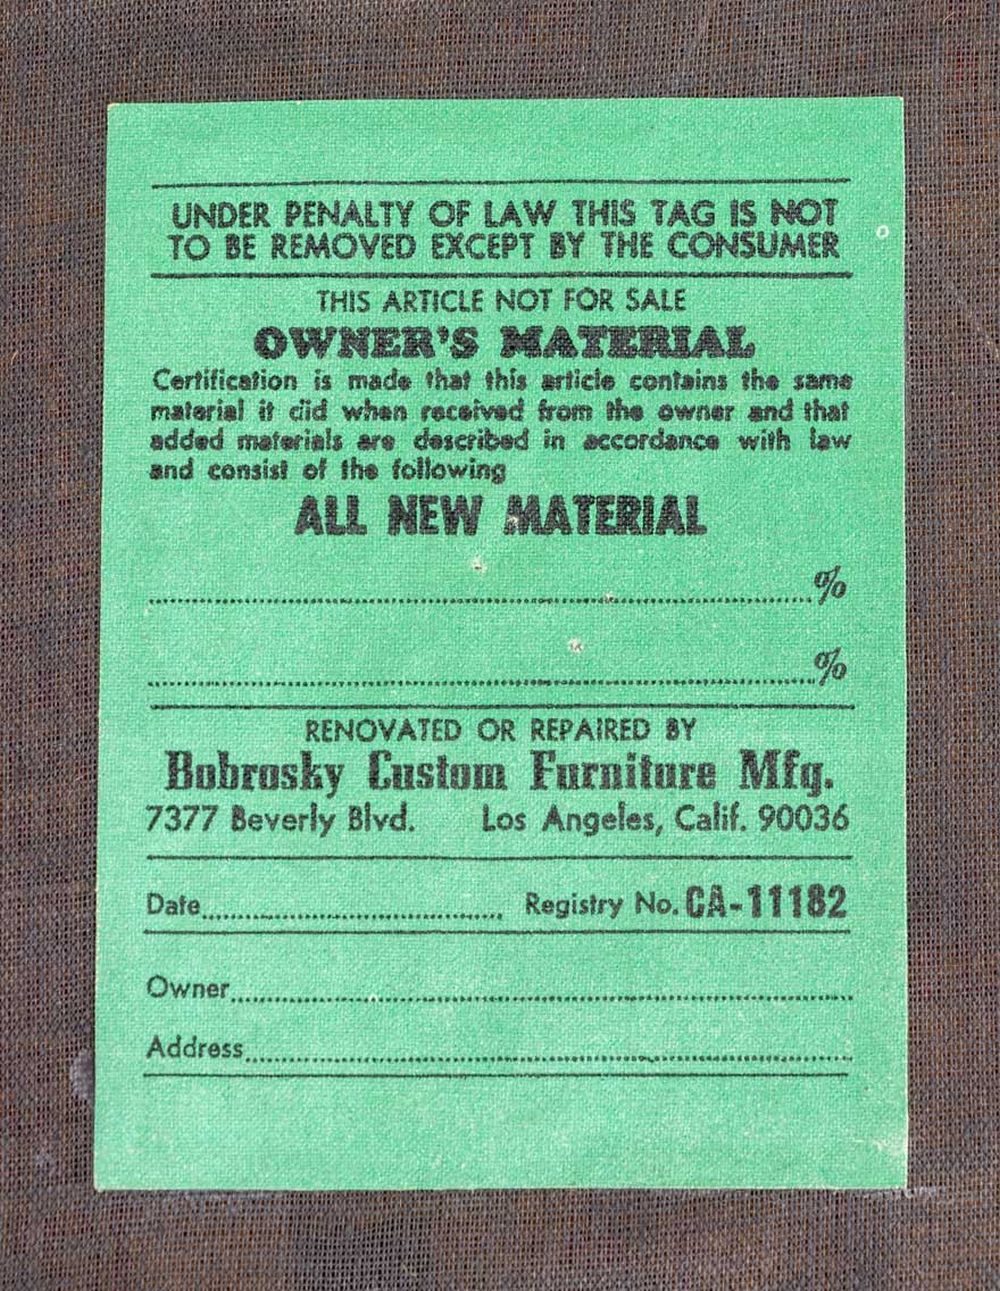 UNDER PENALTY OF LAW THIS TAG IS NOT
TO BE REMOVED EXCEPT BY THE CONSUMER
THIS ARTICLE NOT FOR SALE
OWNER'S MATERIAL
Certification is made that this article contains the same
material it did when received from the owner and that
added materials are described in accordance with law
and consist of the following
ALL NEW MATERIAL
%
%
RENOVATED OR REPAIRED BY
Bobrosky Custom Furniture Mfg.
7377 Beverly Blvd. Los Angeles, Calif. 90036
Date Registry No. CA-11182
Owner
Address